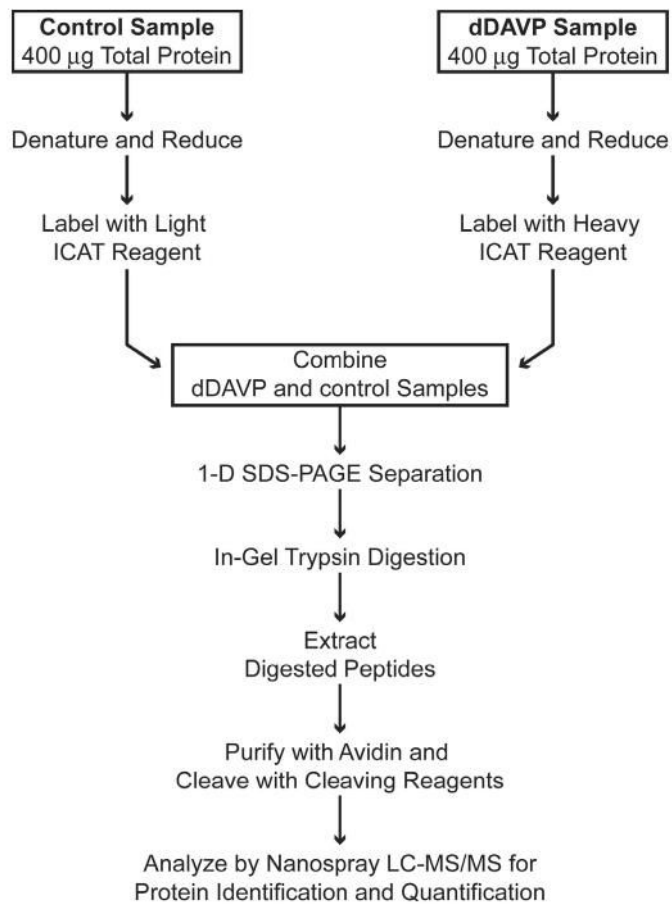 Control Sample
400 μg Total Protein
dDAVP Sample
400 μg Total Protein
Denature and Reduce
Denature and Reduce
Label with Light
ICAT Reagent
Label with Heavy
ICAT Reagent
Combine
dDAVP and control Samples
1-D SDS-PAGE Separation
In-Gel Trypsin Digestion
Extract
Digested Peptides
Purify with Avidin and
Cleave with Cleaving Reagents
Analyze by Nanospray LC-MS/MS for
Protein Identification and Quantification